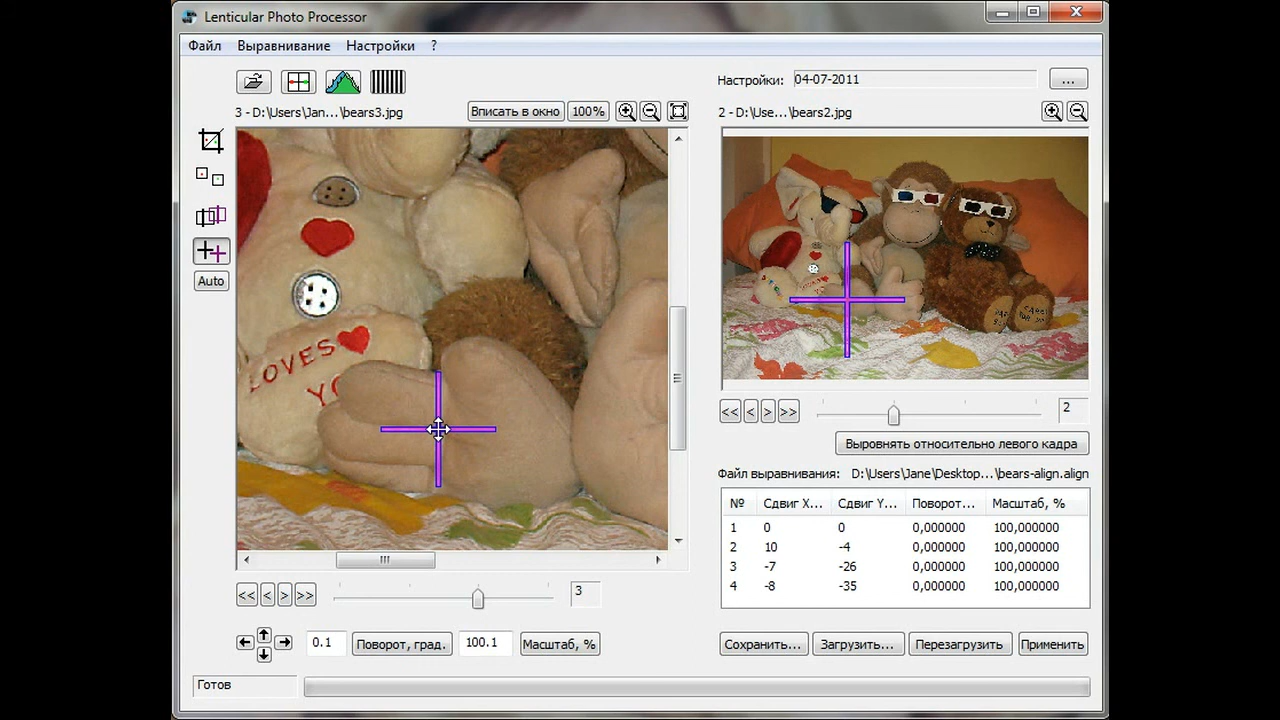 Lenticular Photo Processor
Файл Выравнивание Настройки ?
Настройки: 04-07-2011 ...
3 - D:\Users\Jan...\bears3.jpg Вписать в окно 100%
2 - D:\Use...\bears2.jpg
Auto
LOVES
YO
<< < > >> 3
<< < > >> 2
Выровнять относительно левого кадра
Файл выравнивания: D:\Users\Jane\Desktop...\bears-align.align
№ Сдвиг X... Сдвиг Y... Поворот... Масштаб, %
1 0 0 0,000000 100,000000
2 10 -4 0,000000 100,000000
3 -7 -26 0,000000 100,000000
4 -8 -35 0,000000 100,000000
0.1 Поворот, град. 100.1 Масштаб, %
Сохранить... Загрузить... Перезагрузить Применить
Готов